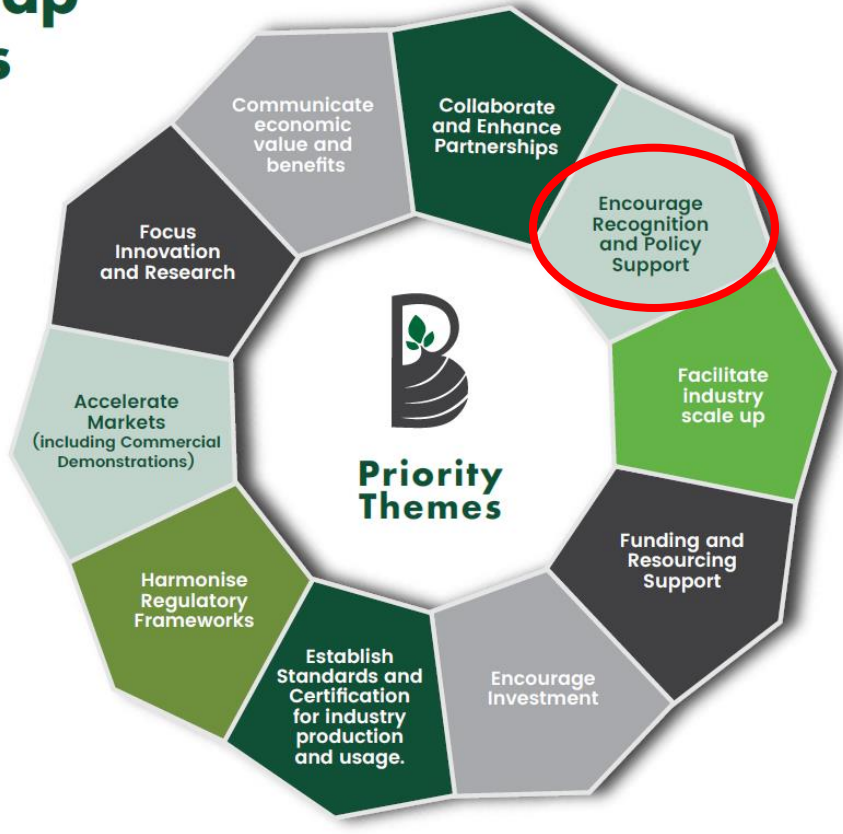 ap
s
Communicate
economic
value and
benefits
Collaborate
and Enhance
Partnerships
Encourage
Recognition
and Policy
Support
Facilitate
industry
scale up
Funding and
Resourcing
Support
Encourage
Investment
Establish
Standards and
Certification
for industry
production
and usage.
Harmonise
Regulatory
Frameworks
Accelerate
Markets
(including Commercial
Demonstrations)
Focus
Innovation
and Research
B
Priority
Themes